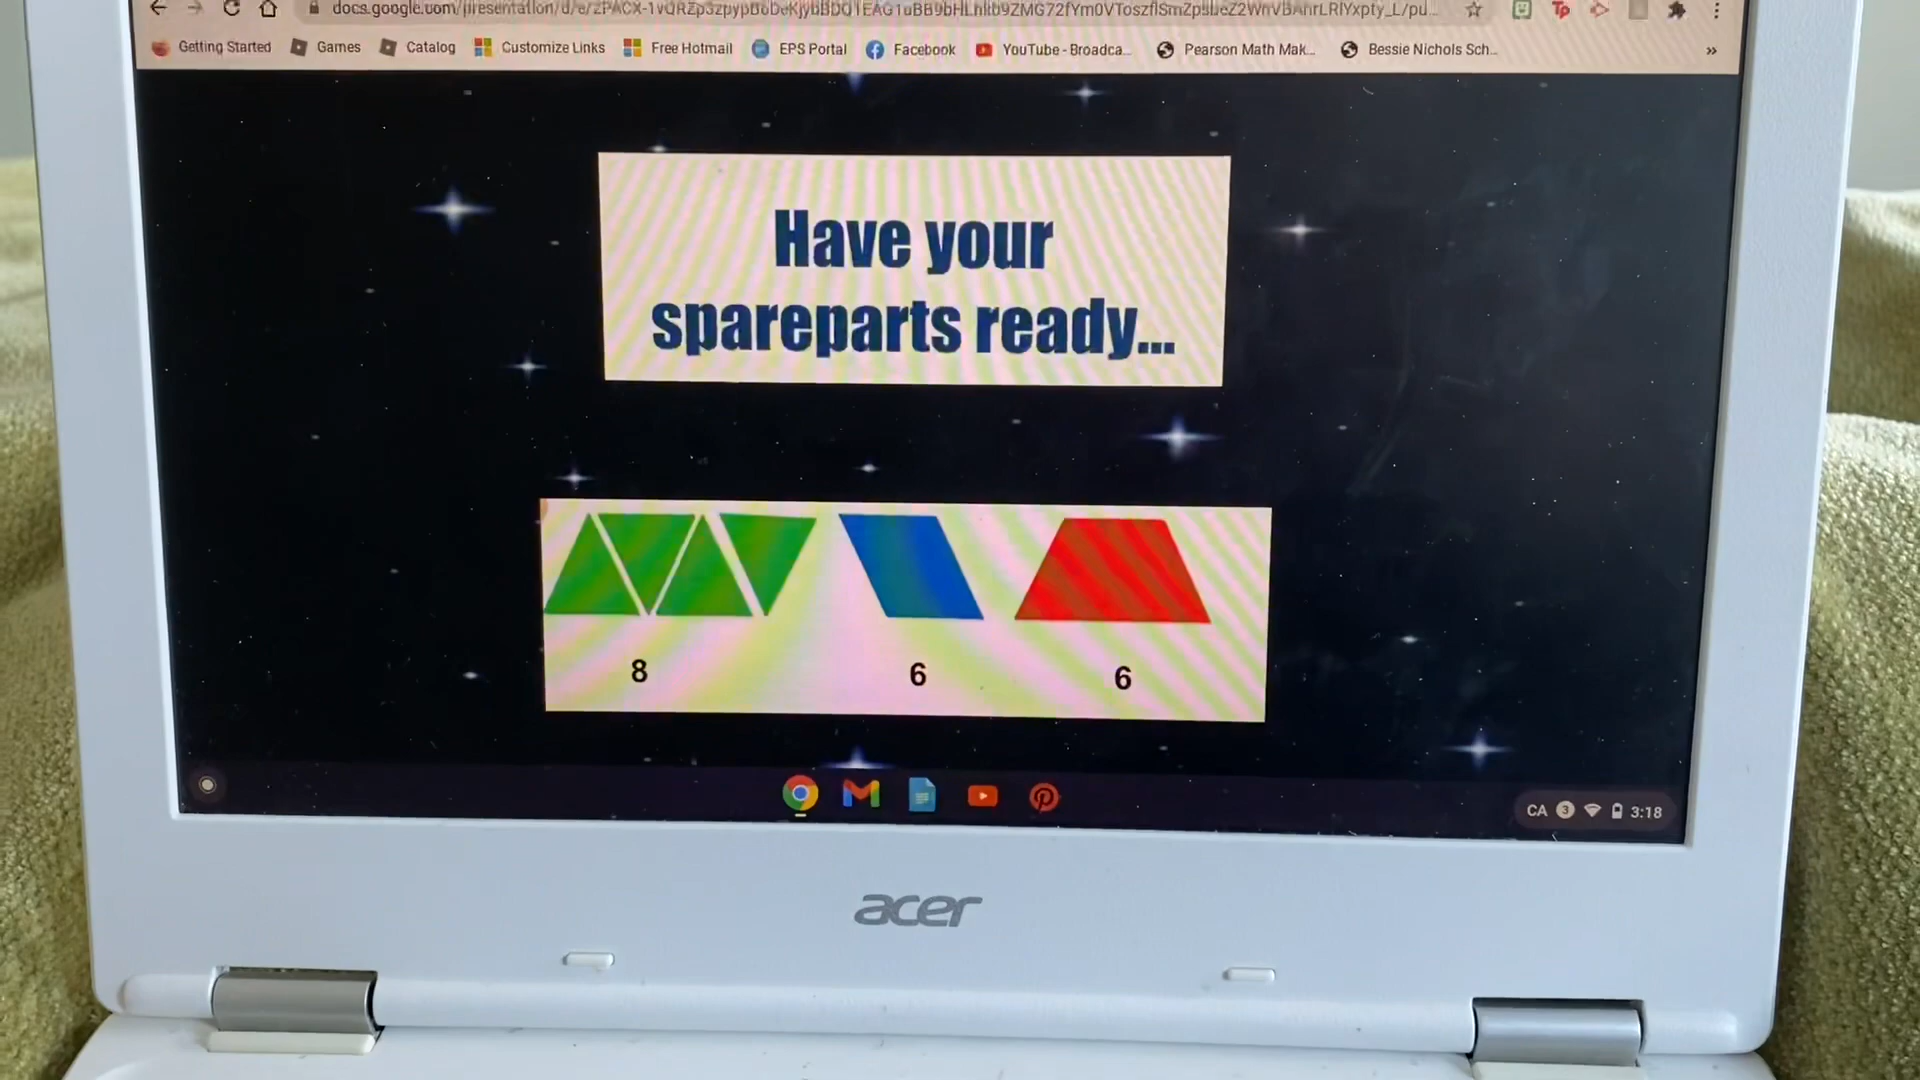 Getting Started Games Catalog Customize Links Free Hotmail EPS Portal Facebook YouTube - Broadca... Pearson Math Mak... Bessie Nichols Sch... »
Have your
spareparts ready...
8 6 6
CA 3 3:18
acer